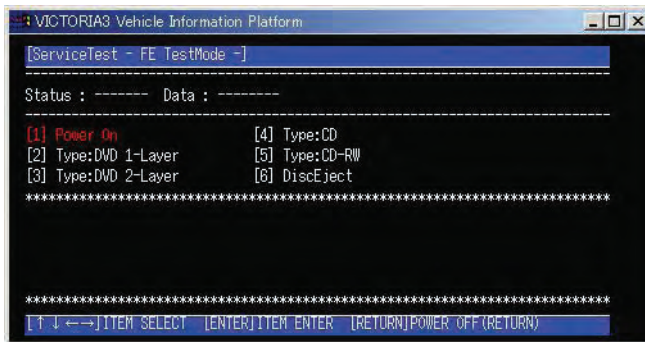 VICTORIA3 Vehicle Information Platform
[ServiceTest - FE TestMode -]
Status : ------- Data : --------
[1] Power On [4] Type:CD
[2] Type:DVD 1-Layer [5] Type:CD-RW
[3] Type:DVD 2-Layer [6] DiscEject
[↑↓←→]ITEM SELECT [ENTER]ITEM ENTER [RETURN]POWER OFF(RETURN)